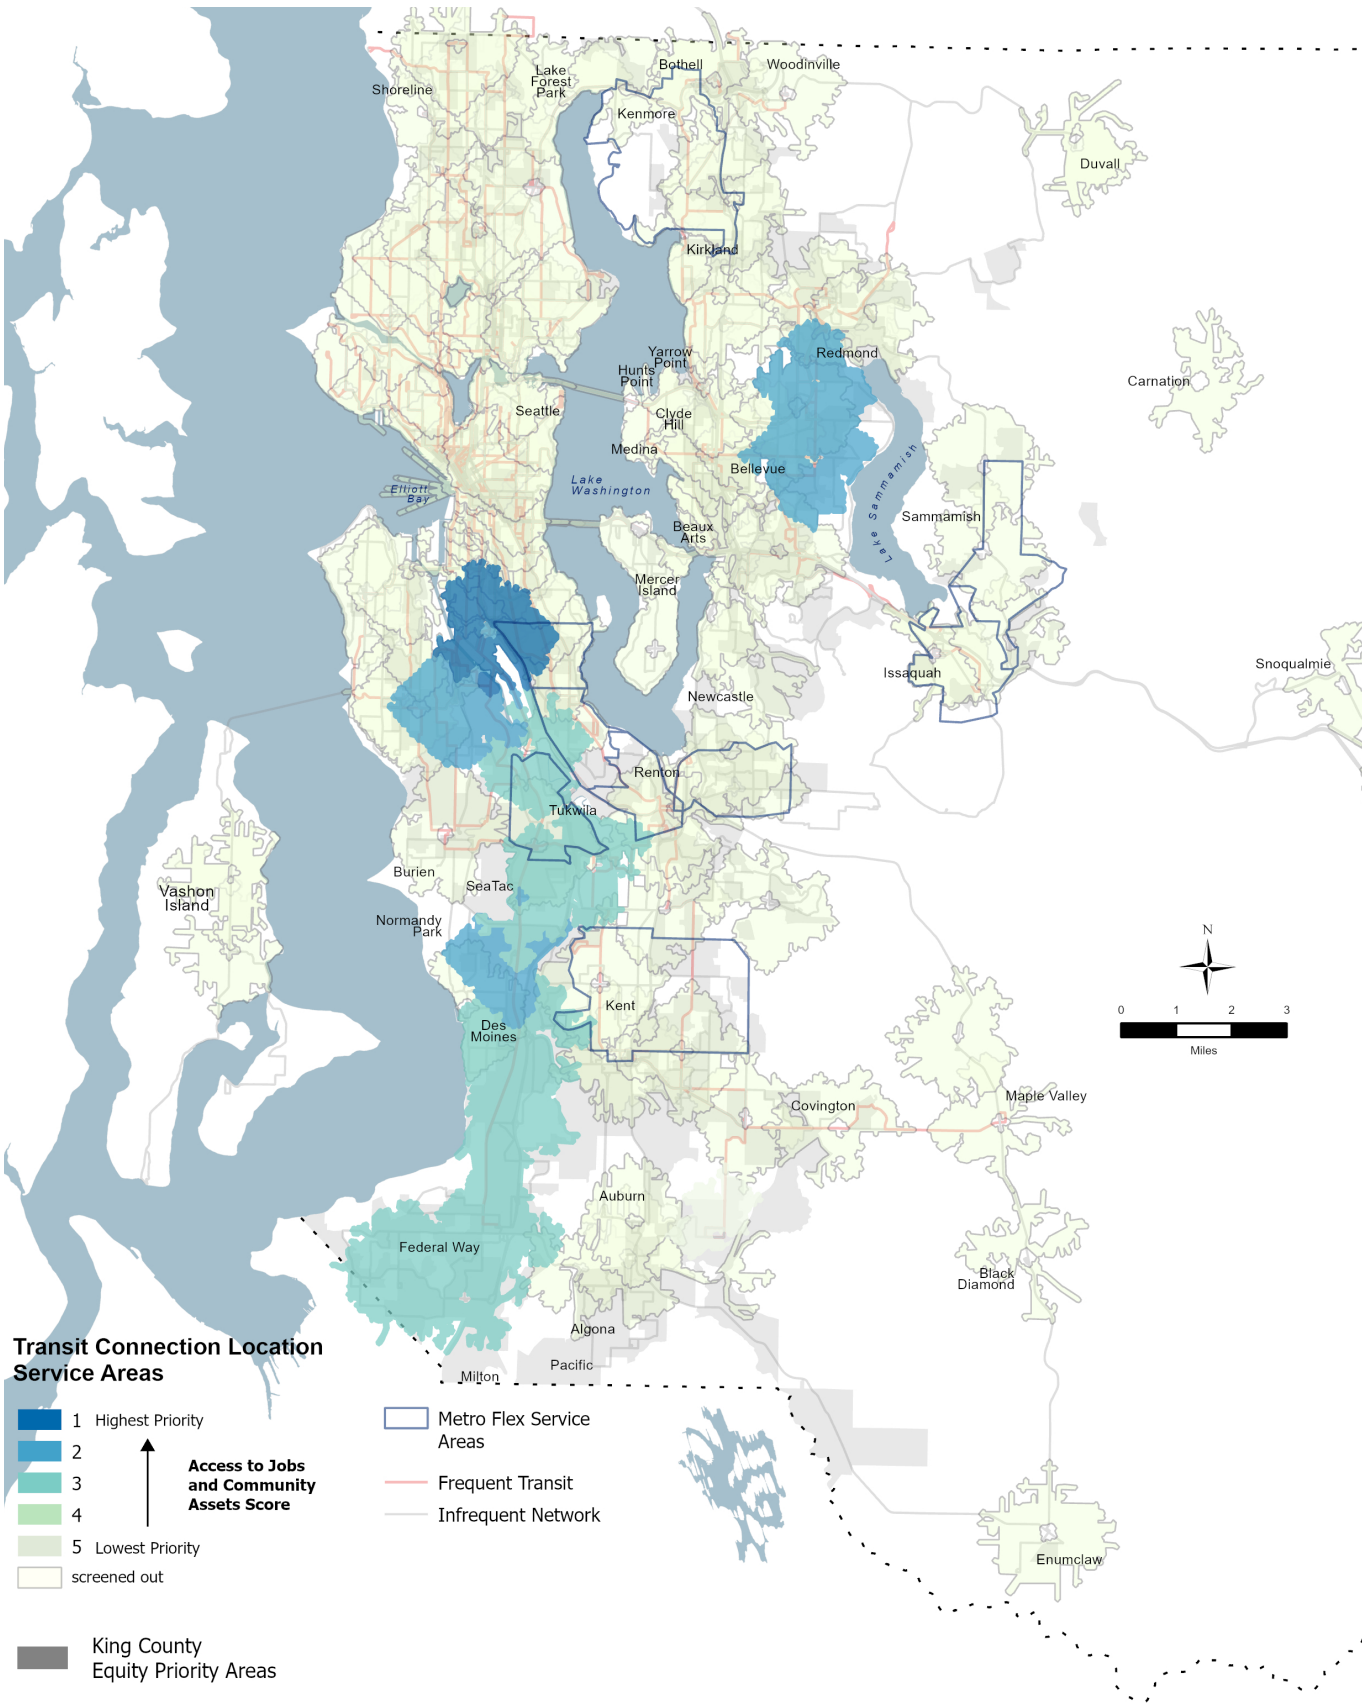 Bothell
Woodinville
Lake
Forest
Park
Shoreline
Kenmore
Duvall
Kirkland
Yarrow
Point
Redmond
Hunts
Point
Carnation
Seattle
Clyde
Hill
Medina
Bellevue
Lake
Washington
Elliott
Bay
Lake Sammamish
Sammamish
Beaux
Arts
Mercer
Island
Snoqualmie
Issaquah
Newcastle
Renton
Tukwila
Burien
SeaTac
Vashon
Island
Normandy
Park
N
Kent
Des
Moines
0 1 2 3
Miles
Maple Valley
Covington
Auburn
Federal Way
Black
Diamond
Algona
Pacific
Milton
Enumclaw
Transit Connection Location
Service Areas
1 Highest Priority
2
3
4
5 Lowest Priority
screened out
Access to Jobs
and Community
Assets Score
King County
Equity Priority Areas
Metro Flex Service
Areas
Frequent Transit
Infrequent Network